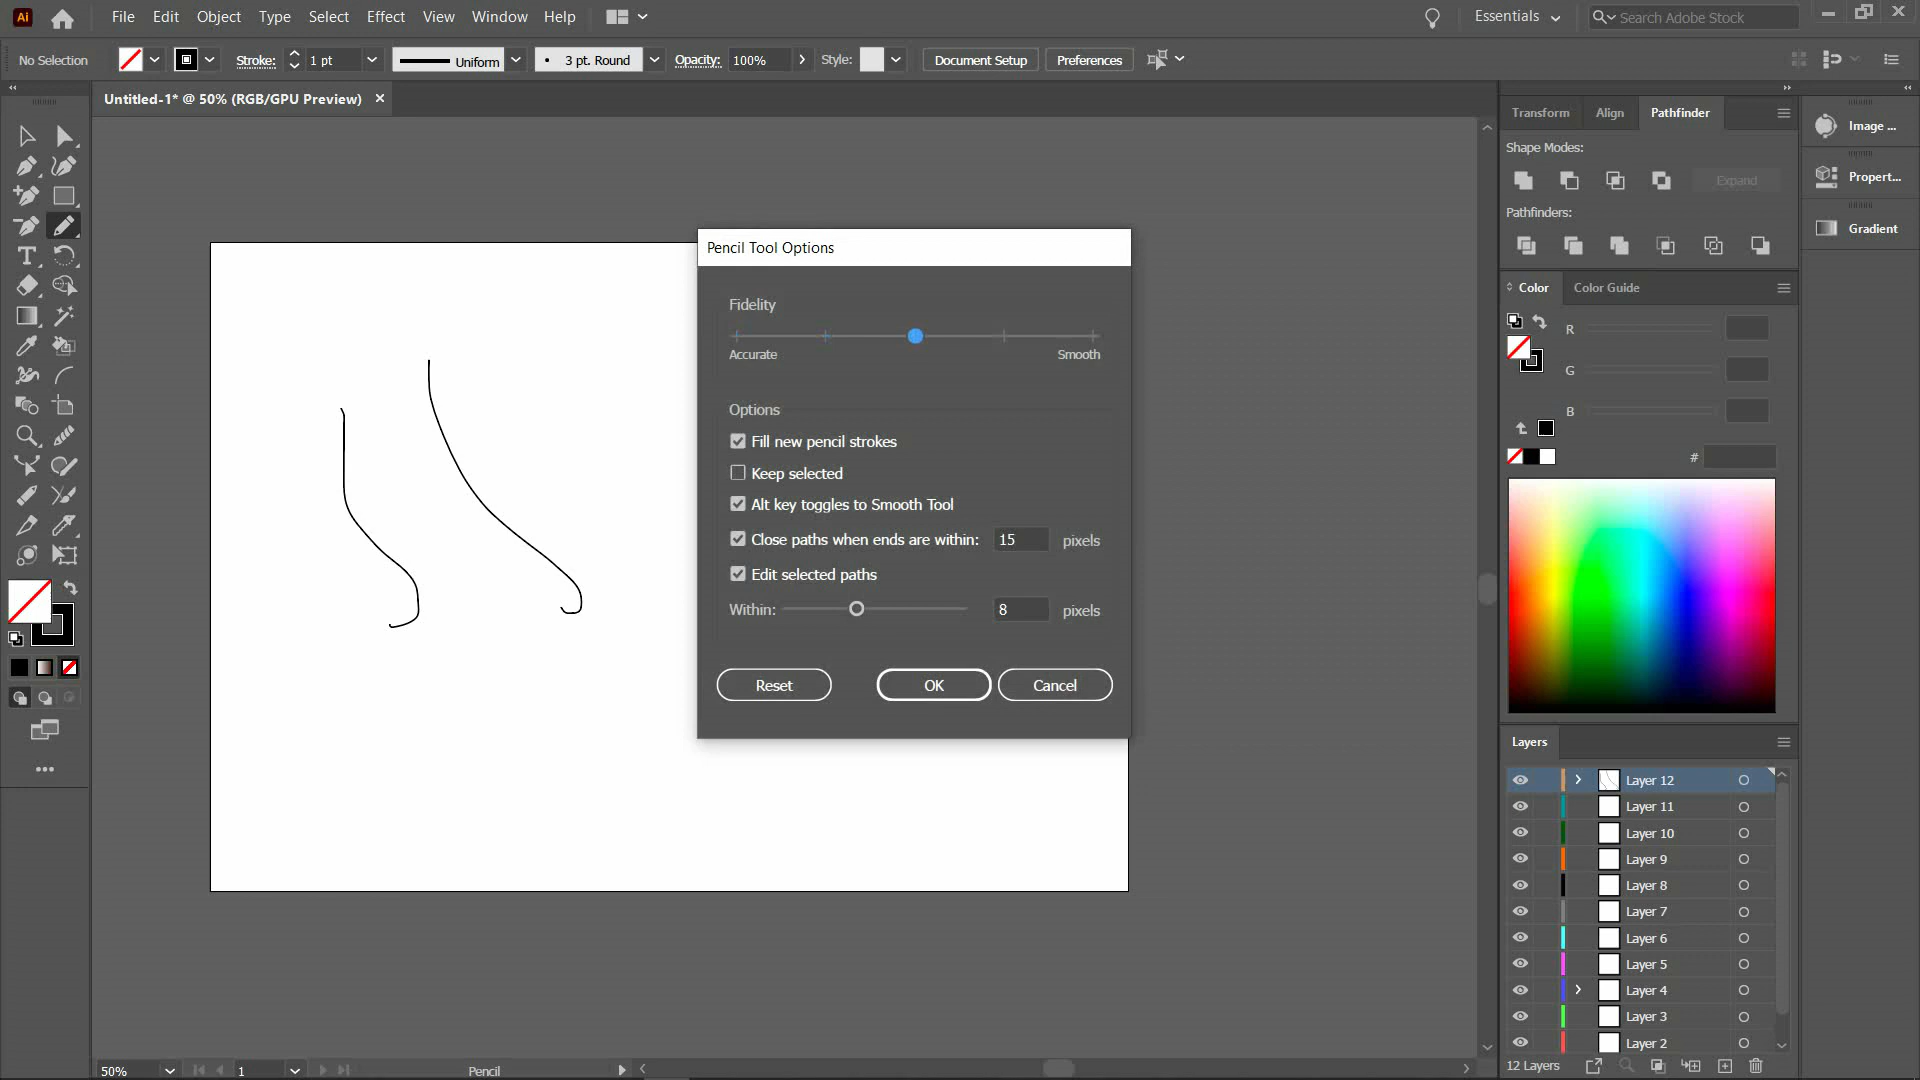 Ai File Edit Object Type Select Effect View Window Help Essentials Search Adobe Stock
No Selection Stroke: 1 pt Uniform 3 pt. Round Opacity: 100% Style: Document Setup Preferences
Untitled-1* @ 50% (RGB/GPU Preview)
Transform Align Pathfinder
Shape Modes:
Expand
Pathfinders:
Image ...
Propert...
Gradient
Pencil Tool Options
Fidelity
Accurate Smooth
Options
Fill new pencil strokes
Keep selected
Alt key toggles to Smooth Tool
Close paths when ends are within: 15 pixels
Edit selected paths
Within: 8 pixels
Reset OK Cancel
Color Color Guide
R
G
B
#
Layers
Layer 12
Layer 11
Layer 10
Layer 9
Layer 8
Layer 7
Layer 6
Layer 5
Layer 4
Layer 3
Layer 2
12 Layers
50% 1 Pencil